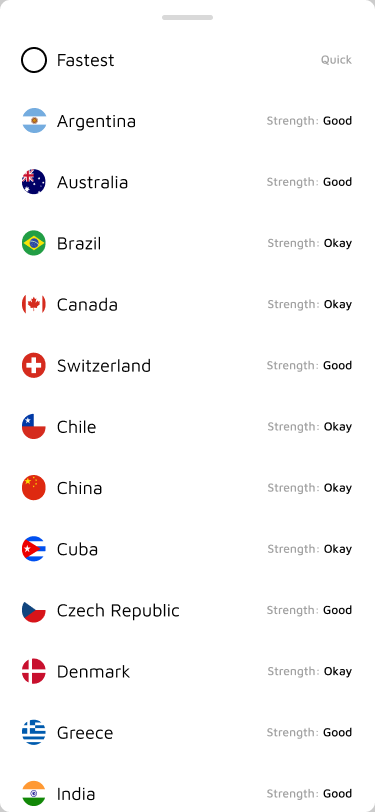 Fastest Quick
Argentina Strength: Good
Australia Strength: Good
Brazil Strength: Okay
Canada Strength: Okay
Switzerland Strength: Good
Chile Strength: Okay
China Strength: Okay
Cuba Strength: Okay
Czech Republic Strength: Good
Denmark Strength: Okay
Greece Strength: Good
India Strength: Good